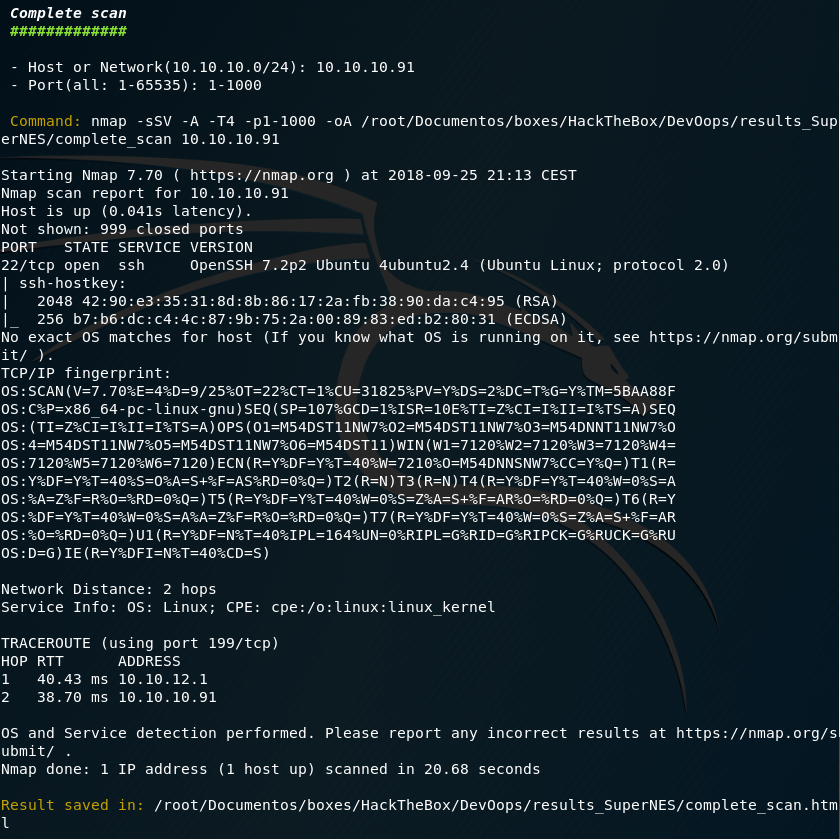 Complete scan
#############
- Host or Network(10.10.10.0/24): 10.10.10.91
- Port(all: 1-65535): 1-1000
Command: nmap -sSV -A -T4 -p1-1000 -oA /root/Documentos/boxes/HackTheBox/DevOops/results_Sup
erNES/complete_scan 10.10.10.91
Starting Nmap 7.70 ( https://nmap.org ) at 2018-09-25 21:13 CEST
Nmap scan report for 10.10.10.91
Host is up (0.041s latency).
Not shown: 999 closed ports
PORT   STATE SERVICE VERSION
22/tcp open  ssh     OpenSSH 7.2p2 Ubuntu 4ubuntu2.4 (Ubuntu Linux; protocol 2.0)
| ssh-hostkey:
|   2048 42:90:e3:35:31:8d:8b:86:17:2a:fb:38:90:da:c4:95 (RSA)
|_  256 b7:b6:dc:c4:4c:87:9b:75:2a:00:89:83:ed:b2:80:31 (ECDSA)
No exact OS matches for host (If you know what OS is running on it, see https://nmap.org/subm
it/ ).
TCP/IP fingerprint:
OS:SCAN(V=7.70%E=4%D=9/25%OT=22%CT=1%CU=31825%PV=Y%DS=2%DC=T%G=Y%TM=5BAA88F
OS:C%P=x86_64-pc-linux-gnu)SEQ(SP=107%GCD=1%ISR=10E%TI=Z%CI=I%II=I%TS=A)SEQ
OS:(TI=Z%CI=I%II=I%TS=A)OPS(O1=M54DST11NW7%O2=M54DST11NW7%O3=M54DNNT11NW7%O
OS:4=M54DST11NW7%O5=M54DST11NW7%O6=M54DST11)WIN(W1=7120%W2=7120%W3=7120%W4=
OS:7120%W5=7120%W6=7120)ECN(R=Y%DF=Y%T=40%W=7210%O=M54DNNSNW7%CC=Y%Q=)T1(R=
OS:Y%DF=Y%T=40%S=O%A=S+%F=AS%RD=0%Q=)T2(R=N)T3(R=N)T4(R=Y%DF=Y%T=40%W=0%S=A
OS:%A=Z%F=R%O=%RD=0%Q=)T5(R=Y%DF=Y%T=40%W=0%S=Z%A=S+%F=AR%O=%RD=0%Q=)T6(R=Y
OS:%DF=Y%T=40%W=0%S=A%A=Z%F=R%O=%RD=0%Q=)T7(R=Y%DF=Y%T=40%W=0%S=Z%A=S+%F=AR
OS:%O=%RD=0%Q=)U1(R=Y%DF=N%T=40%IPL=164%UN=0%RIPL=G%RID=G%RIPCK=G%RUCK=G%RU
OS:D=G)IE(R=Y%DFI=N%T=40%CD=S)
Network Distance: 2 hops
Service Info: OS: Linux; CPE: cpe:/o:linux:linux_kernel
TRACEROUTE (using port 199/tcp)
HOP RTT      ADDRESS
1   40.43 ms 10.10.12.1
2   38.70 ms 10.10.10.91
OS and Service detection performed. Please report any incorrect results at https://nmap.org/s
ubmit/ .
Nmap done: 1 IP address (1 host up) scanned in 20.68 seconds
Result saved in: /root/Documentos/boxes/HackTheBox/DevOops/results_SuperNES/complete_scan.htm
l